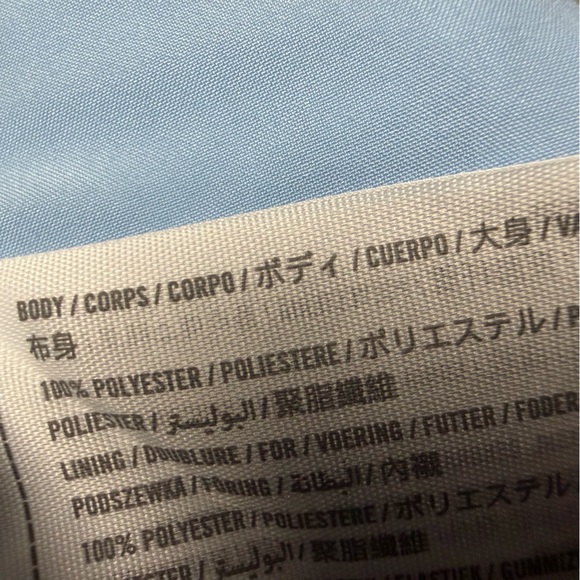 BODY / CORPS / CORPO / ボディ / CUERPO / 大身 /
布身
100% POLYESTER / POLIESTERE / ポリエステル /
POLIESTER / البوليستر / 聚脂纖維
LINING / DOUBLURE / FOR / VOERING / FUTTER /
PODSZEWKA / FORING / البطانة / 內襯
100% POLYESTER / POLIESTERE / ポリエステル
البوليستر / 聚脂纖維